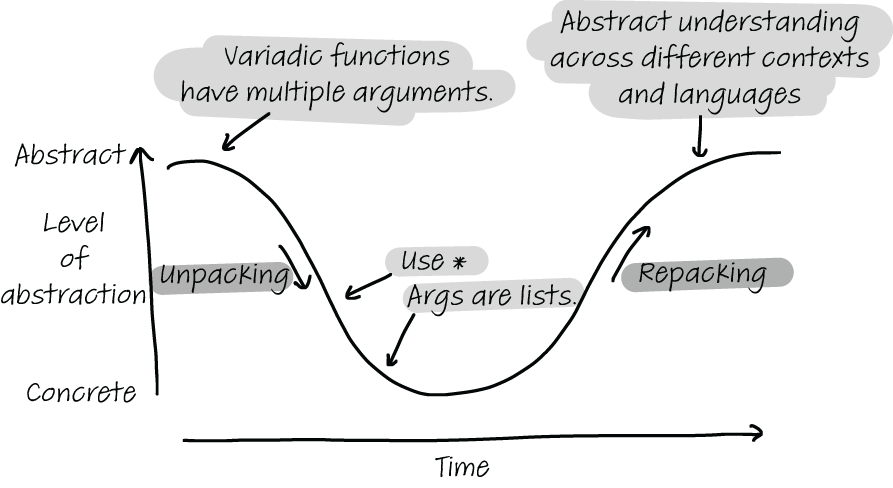 Variadic functions
have multiple arguments.
Abstract understanding
across different contexts
and languages
Abstract
Level
of
abstraction
Unpacking
Use *
Args are lists.
Repacking
Concrete
Time